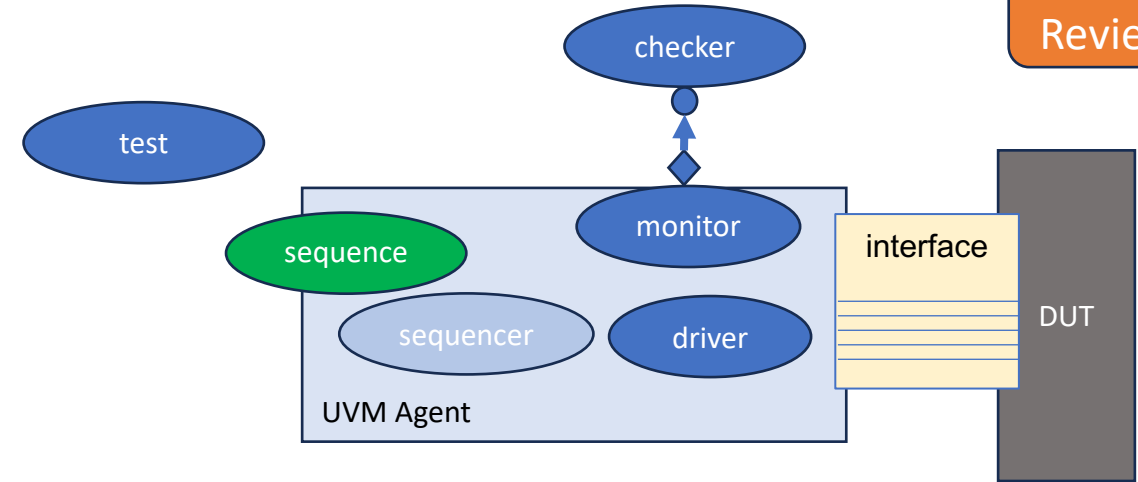 Revie
checker
test
monitor
sequence
interface
sequencer
driver
DUT
UVM Agent